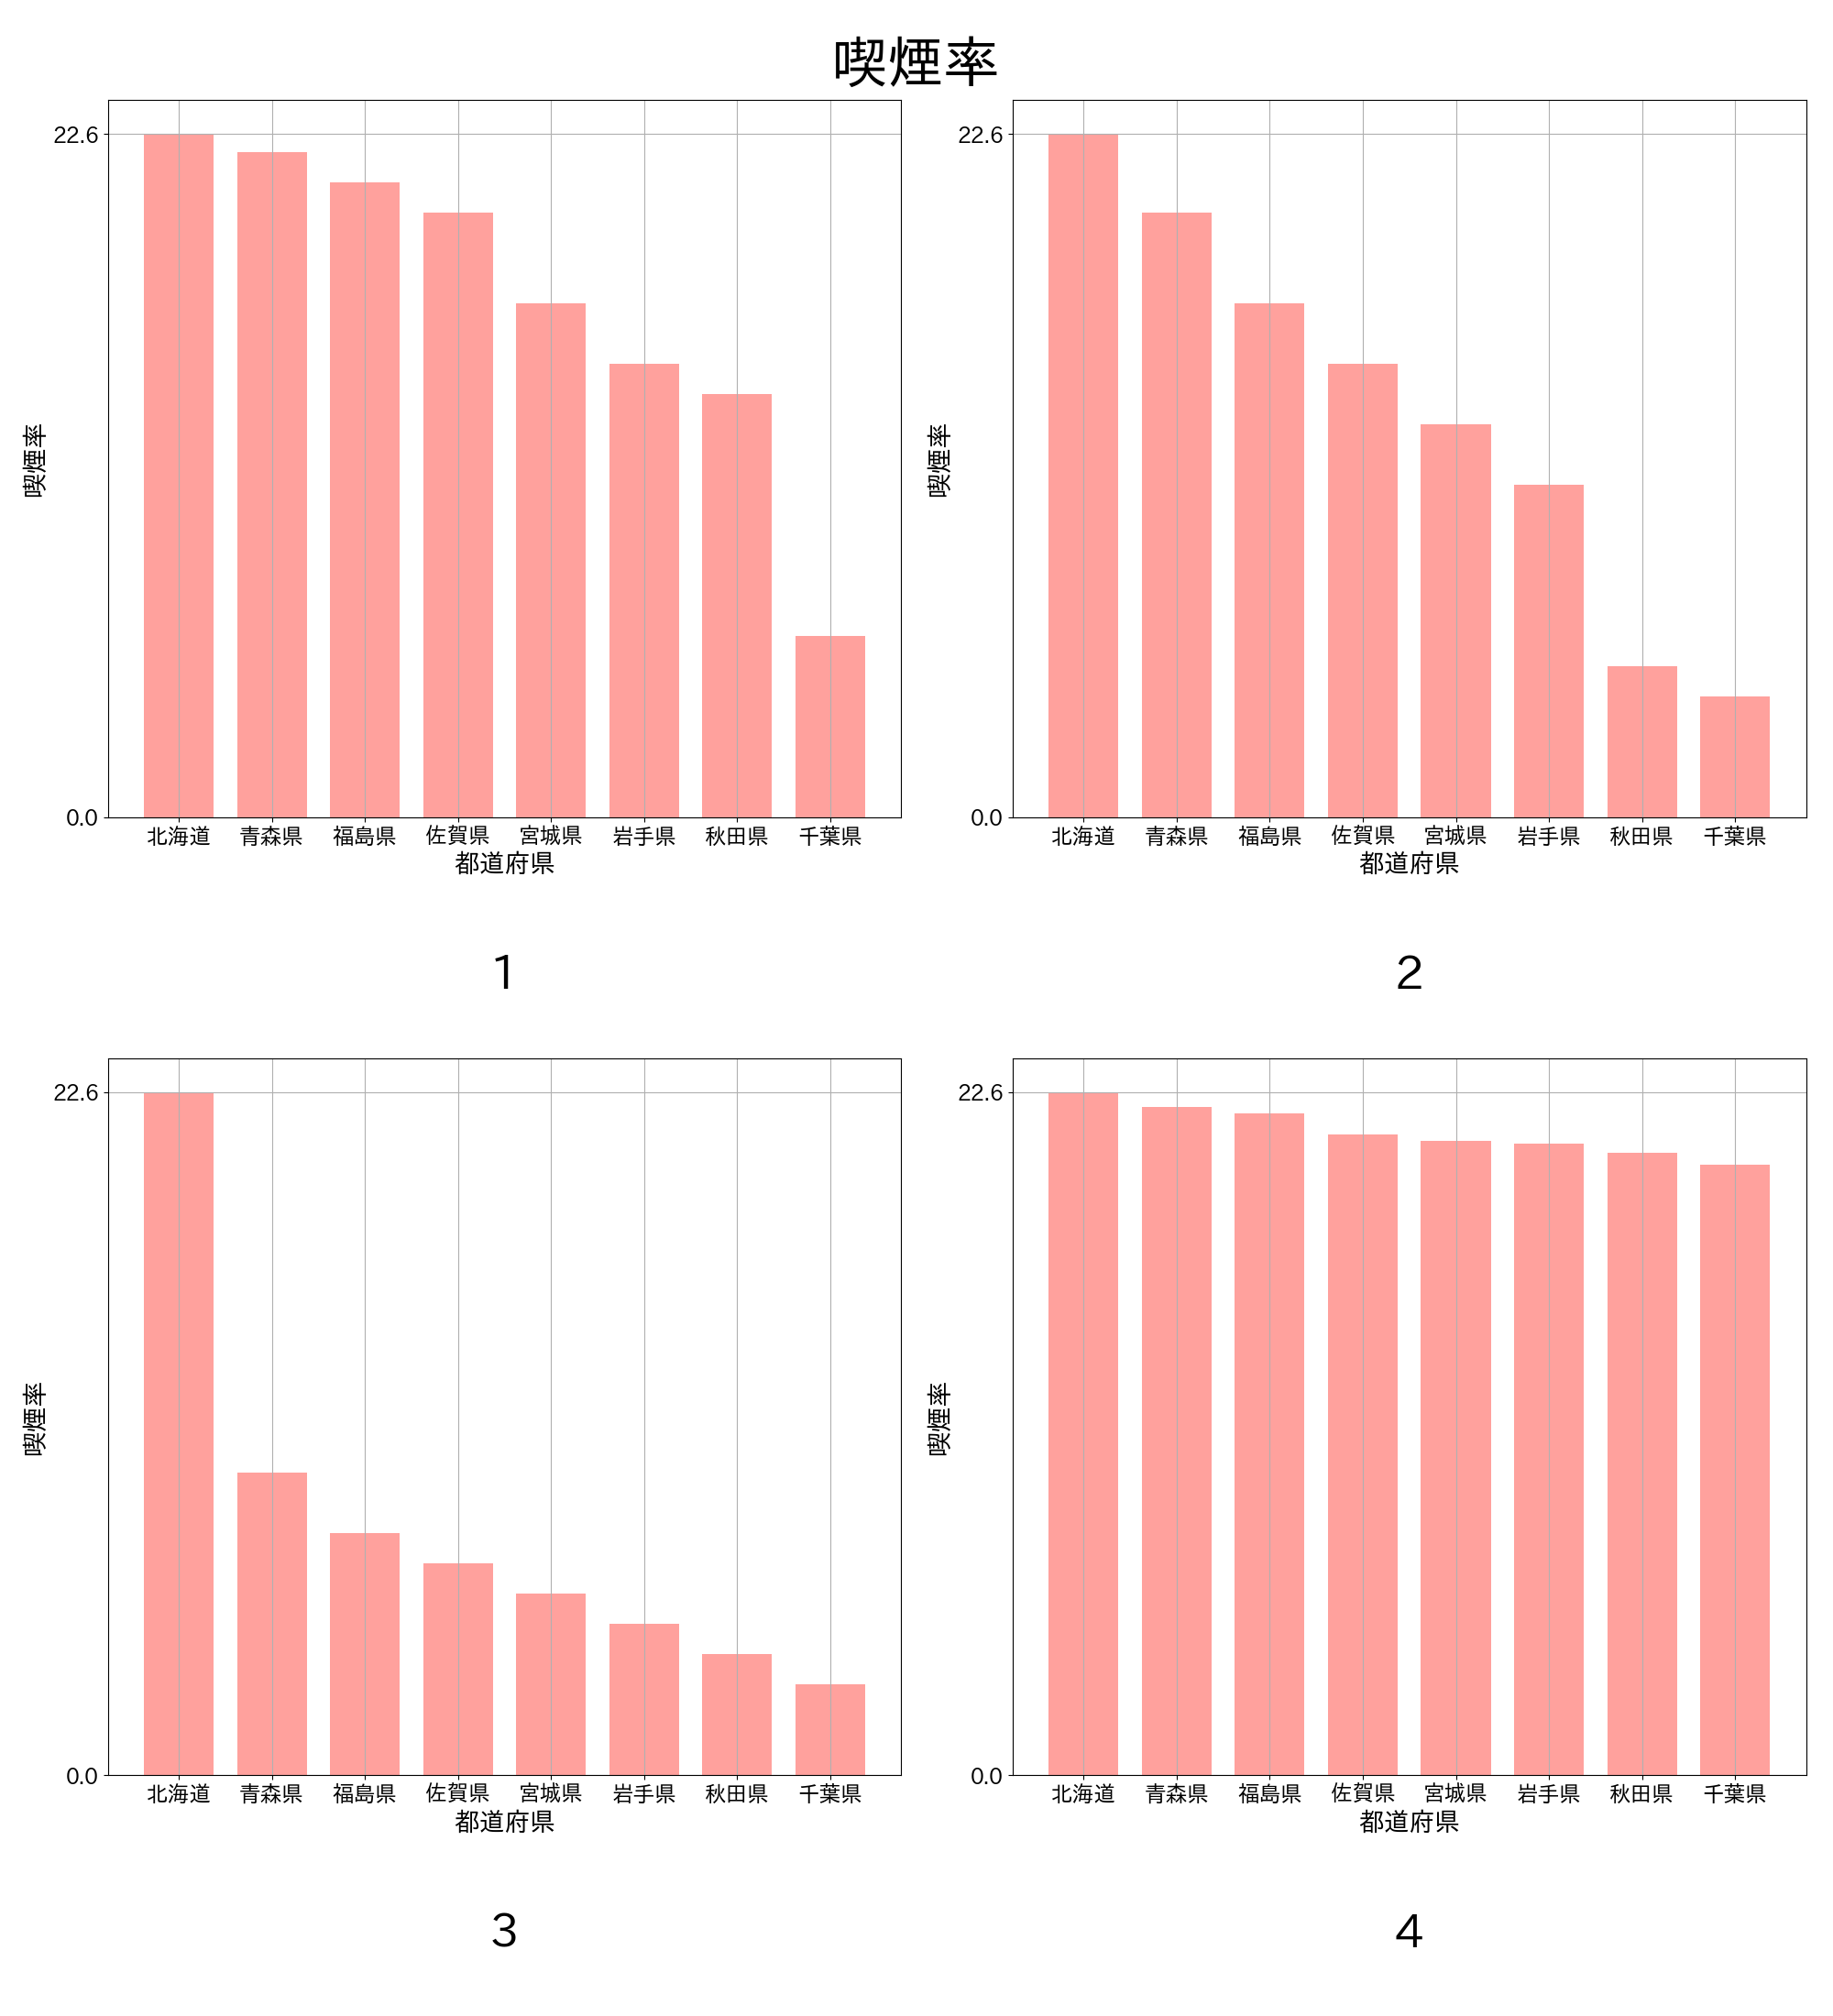 喫煙率
22.6
喫煙率
0.0
北海道 青森県 福島県 佐賀県 宮城県 岩手県 秋田県 千葉県
都道府県
1
22.6
喫煙率
0.0
北海道 青森県 福島県 佐賀県 宮城県 岩手県 秋田県 千葉県
都道府県
2
22.6
喫煙率
0.0
北海道 青森県 福島県 佐賀県 宮城県 岩手県 秋田県 千葉県
都道府県
3
22.6
喫煙率
0.0
北海道 青森県 福島県 佐賀県 宮城県 岩手県 秋田県 千葉県
都道府県
4